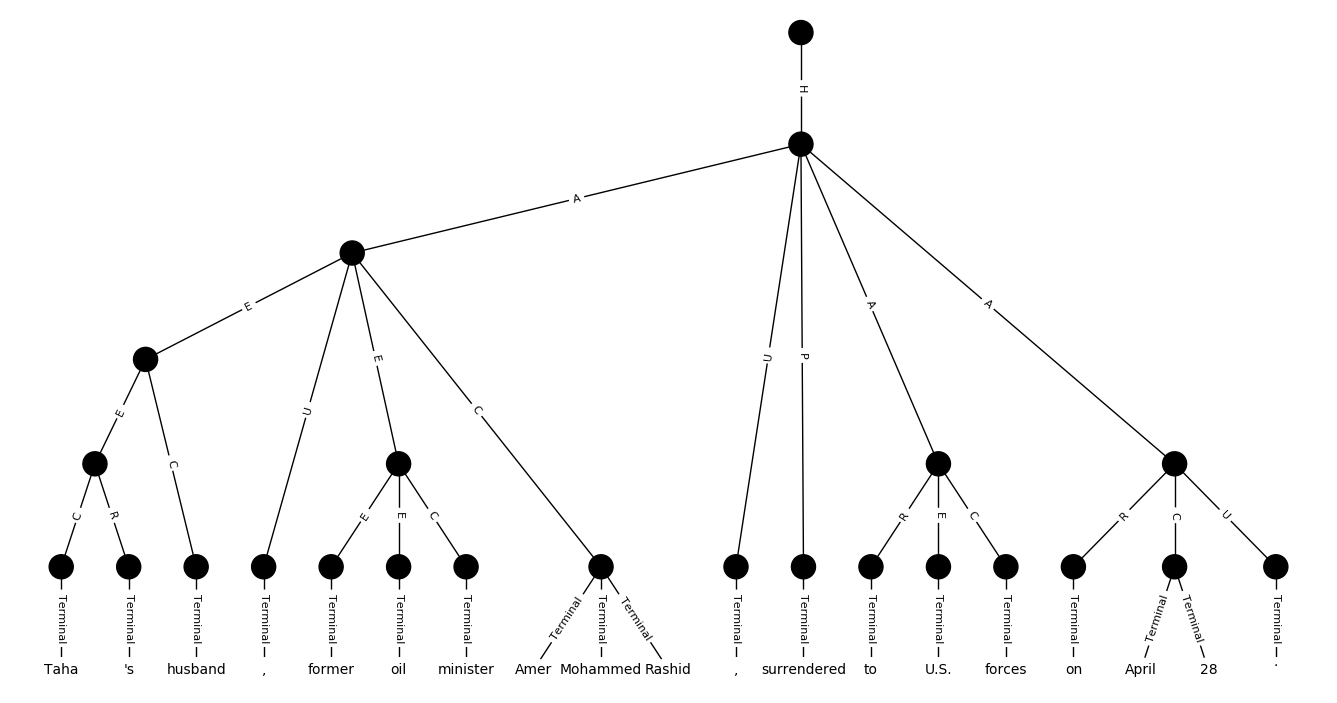 H
A
E
E
U
E
C
U
P
A
A
E
C
C
R
E
E
C
R
E
C
R
C
U
Terminal Terminal Terminal Terminal Terminal Terminal Terminal Terminal Terminal Terminal Terminal Terminal Terminal Terminal Terminal Terminal Terminal Terminal Terminal
Taha 's husband , former oil minister Amer Mohammed Rashid , surrendered to U.S. forces on April 28 .